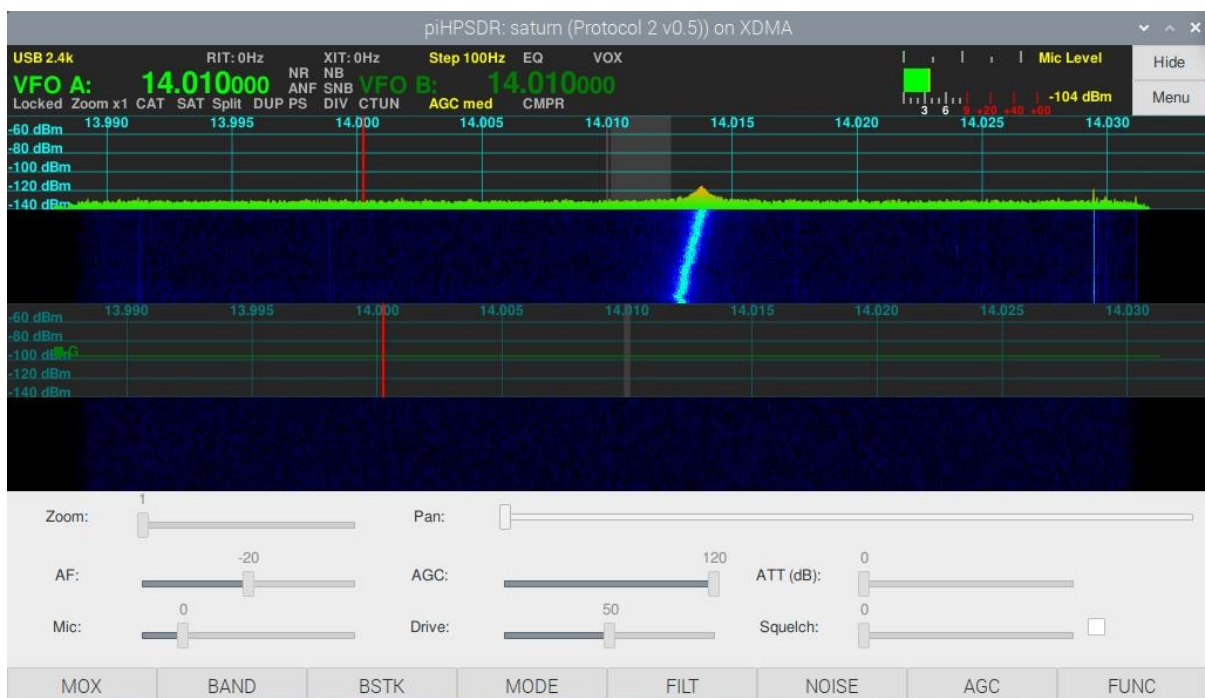 piHPSDR: saturn (Protocol 2 v0.5)) on XDMA
USB 2.4k RIT: 0Hz XIT: 0Hz Step 100Hz EQ VOX Mic Level Hide
VFO A: 14.010000 NR NB ANF SNB VFO B: 14.010000
Locked Zoom x1 CAT SAT Split DUP PS DIV CTUN AGC med CMPR -104 dBm Menu
3 6 9 +20 +40 +60
13.990 13.995 14.000 14.005 14.010 14.015 14.020 14.025 14.030
-60 dBm
-80 dBm
-100 dBm
-120 dBm
-140 dBm
13.990 13.995 14.000 14.005 14.010 14.015 14.020 14.025 14.030
-60 dBm
-80 dBm
-100 dBm
-120 dBm
-140 dBm
1
Zoom: Pan:
-20 120 0
AF: AGC: ATT (dB):
0 50 0
Mic: Drive: Squelch:
MOX BAND BSTK MODE FILT NOISE AGC FUNC